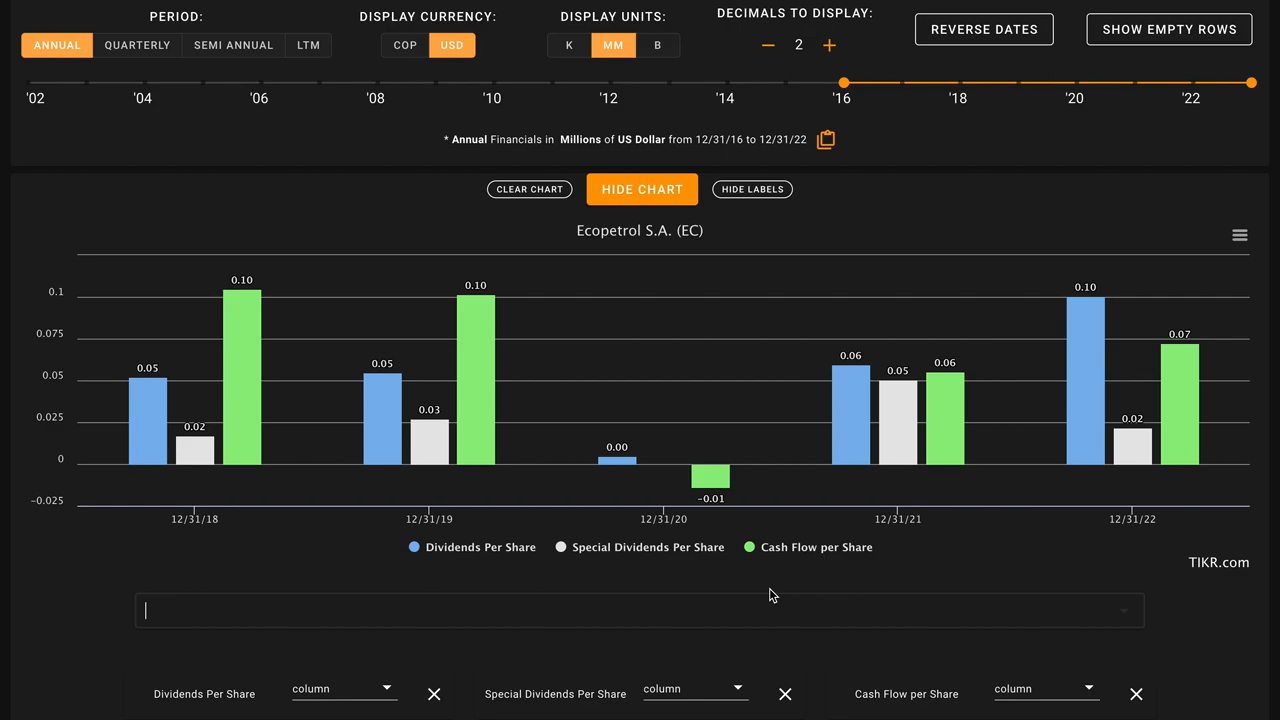 PERIOD: DISPLAY CURRENCY: DISPLAY UNITS: DECIMALS TO DISPLAY:
ANNUAL QUARTERLY SEMI ANNUAL LTM COP USD K MM B — 2 + REVERSE DATES SHOW EMPTY ROWS
'02 '04 '06 '08 '10 '12 '14 '16 '18 '20 '22
* Annual Financials in Millions of US Dollar from 12/31/16 to 12/31/22
CLEAR CHART HIDE CHART HIDE LABELS
Ecopetrol S.A. (EC)
0.1
0.075
0.05
0.025
0
-0.025
0.05 0.02 0.10
0.05 0.03 0.10
0.00 -0.01
0.06 0.05 0.06
0.10 0.02 0.07
12/31/18 12/31/19 12/31/20 12/31/21 12/31/22
Dividends Per Share Special Dividends Per Share Cash Flow per Share
TIKR.com
Dividends Per Share column Special Dividends Per Share column Cash Flow per Share column